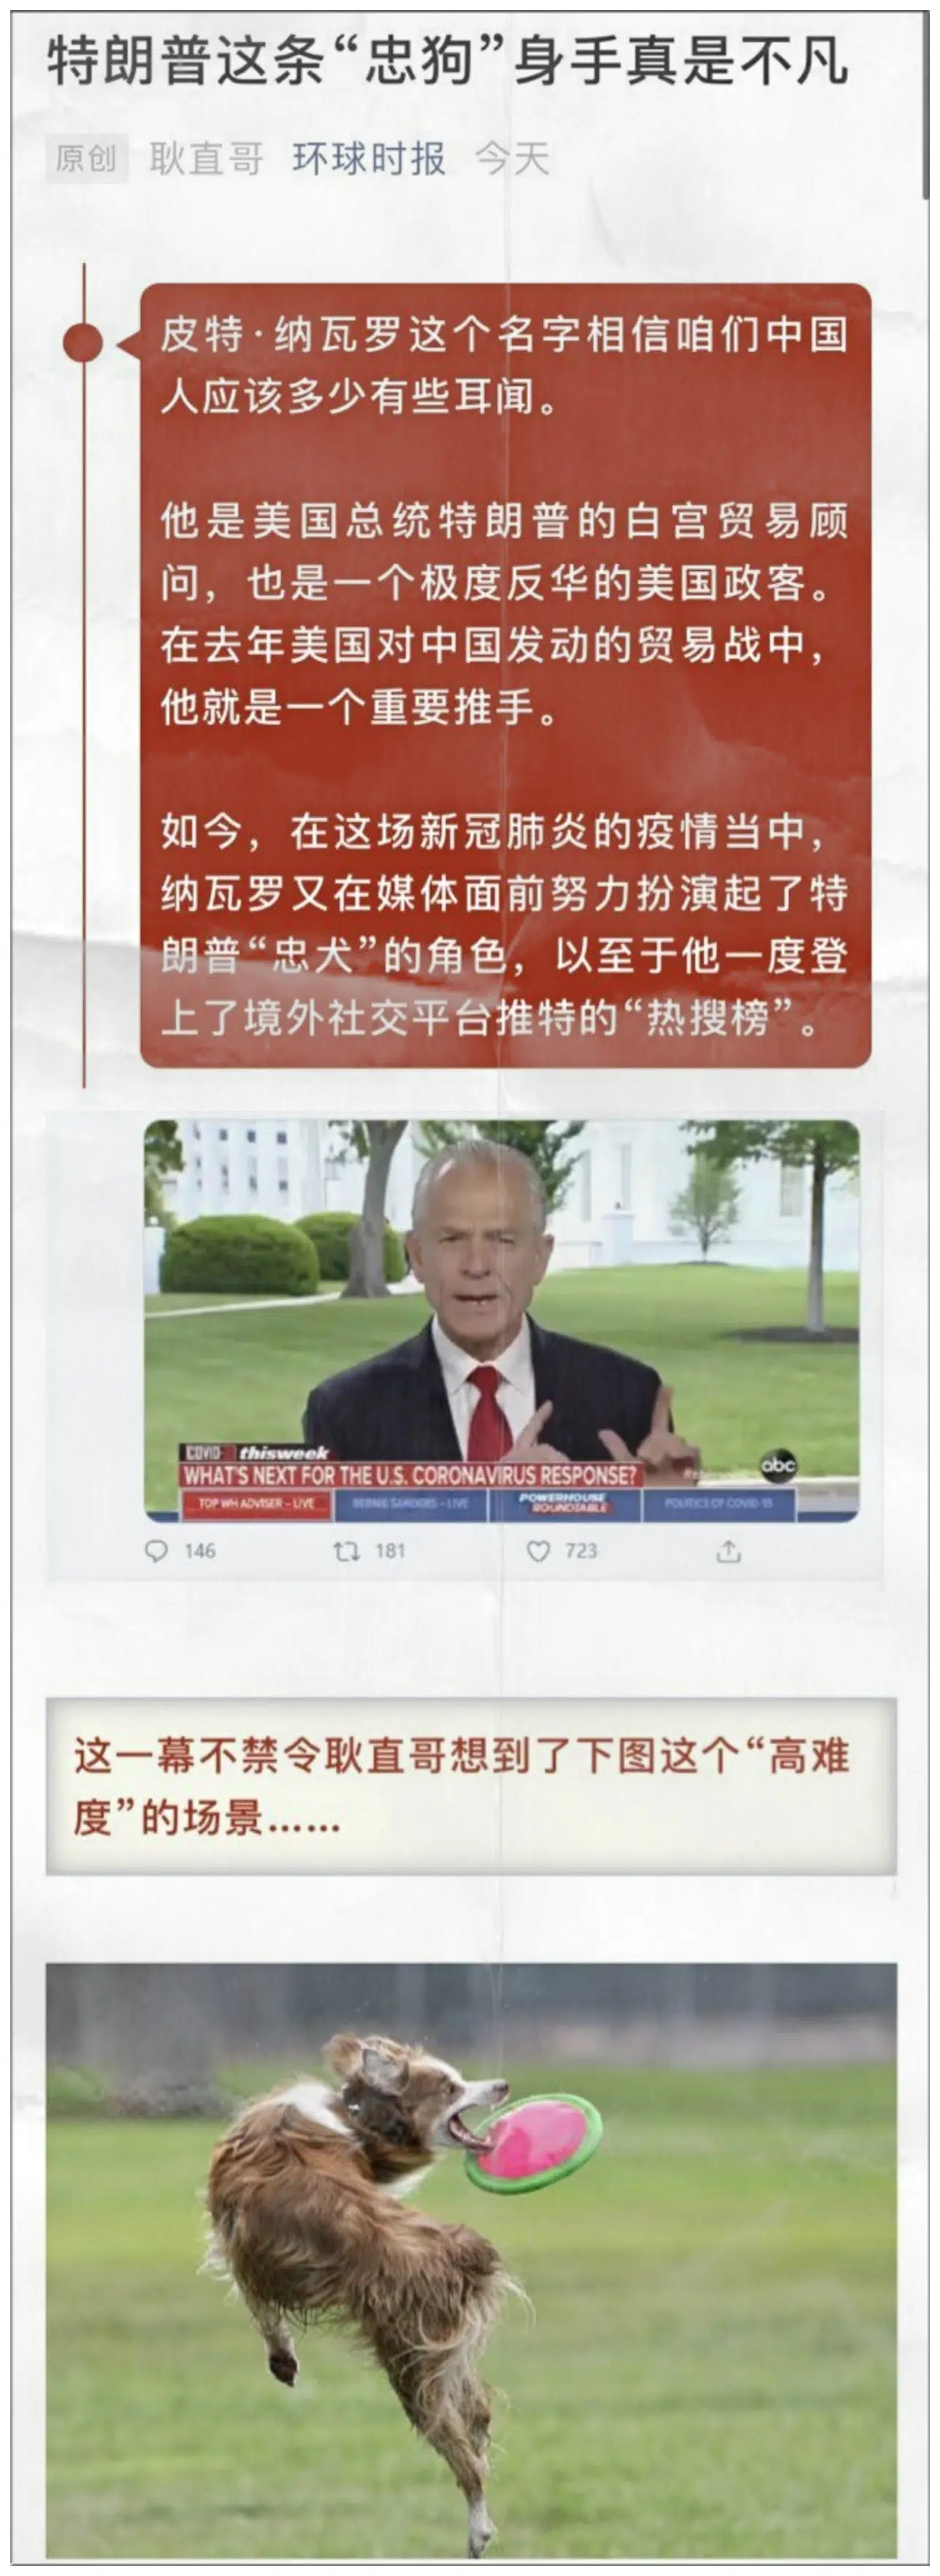 特朗普这条“忠狗”身手真是不凡
原创 耿直哥 环球时报 今天
皮特·纳瓦罗这个名字相信咱们中国
人应该多少有些耳闻。
他是美国总统特朗普的白宫贸易顾
问，也是一个极度反华的美国政客。
在去年美国对中国发动的贸易战中，
他就是一个重要推手。
如今，在这场新冠肺炎的疫情当中，
纳瓦罗又在媒体面前努力扮演起了特
朗普“忠犬”的角色，以至于他一度登
上了境外社交平台推特的“热搜榜”。
COVID thisweek
WHAT'S NEXT FOR THE U.S. CORONAVIRUS RESPONSE?
abc
TOP WH ADVISER – LIVE BERNIE SANDERS – LIVE POWERHOUSE ROUNDTABLE POLITICS OF COVID-19
146 181 723
这一幕不禁令耿直哥想到了下图这个“高难
度”的场景……